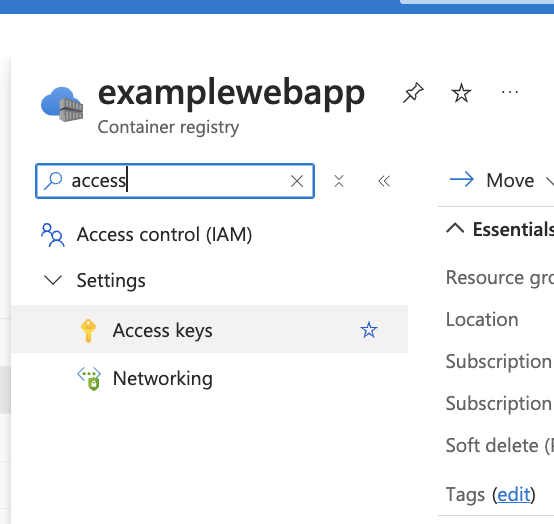 examplewebapp
Container registry
access
Move
Access control (IAM)
Settings
Access keys
Networking
Essentials
Resource gro
Location
Subscription
Subscription
Soft delete (
Tags (edit)